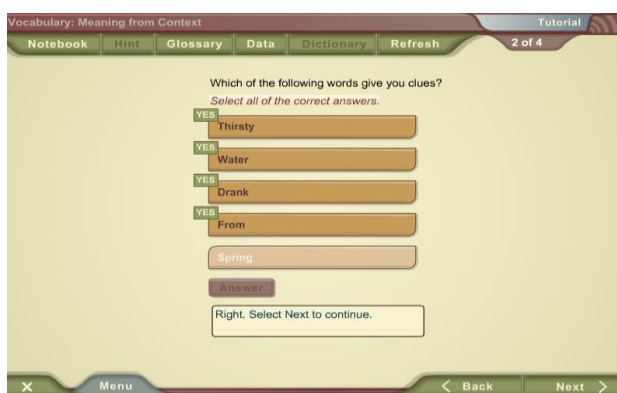 Vocabulary: Meaning from Context
Tutorial
Notebook Hint Glossary Data Dictionary Refresh
2 of 4
Which of the following words give you clues?
Select all of the correct answers.
YES
Thirsty
YES
Water
YES
Drank
YES
From
Spring
Answer
Right. Select Next to continue.
X Menu < Back Next >